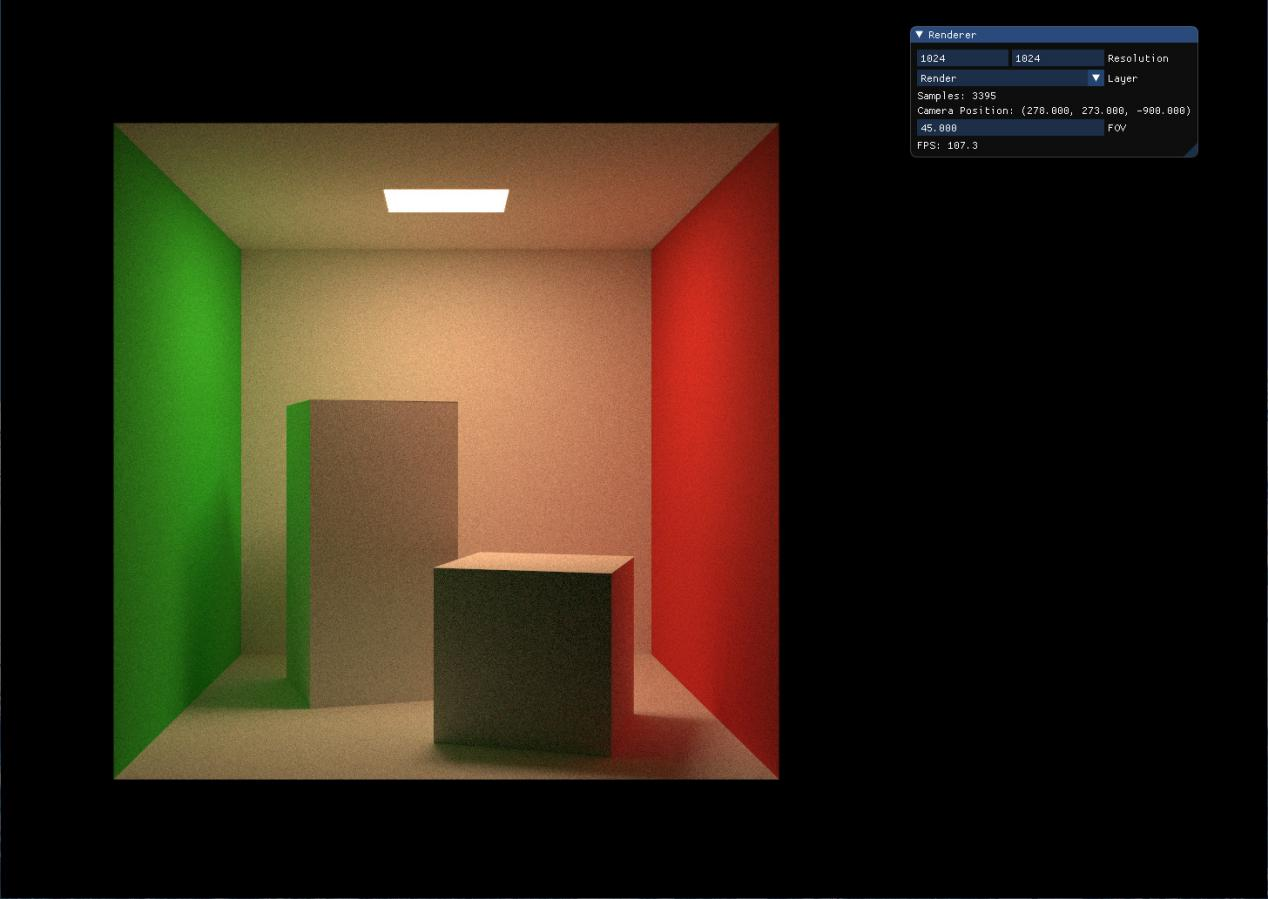 Renderer
1024 1024 Resolution
Render Layer
Samples: 3395
Camera Position: (278.000, 273.000, -900.000)
45.000 FOV
FPS: 107.3